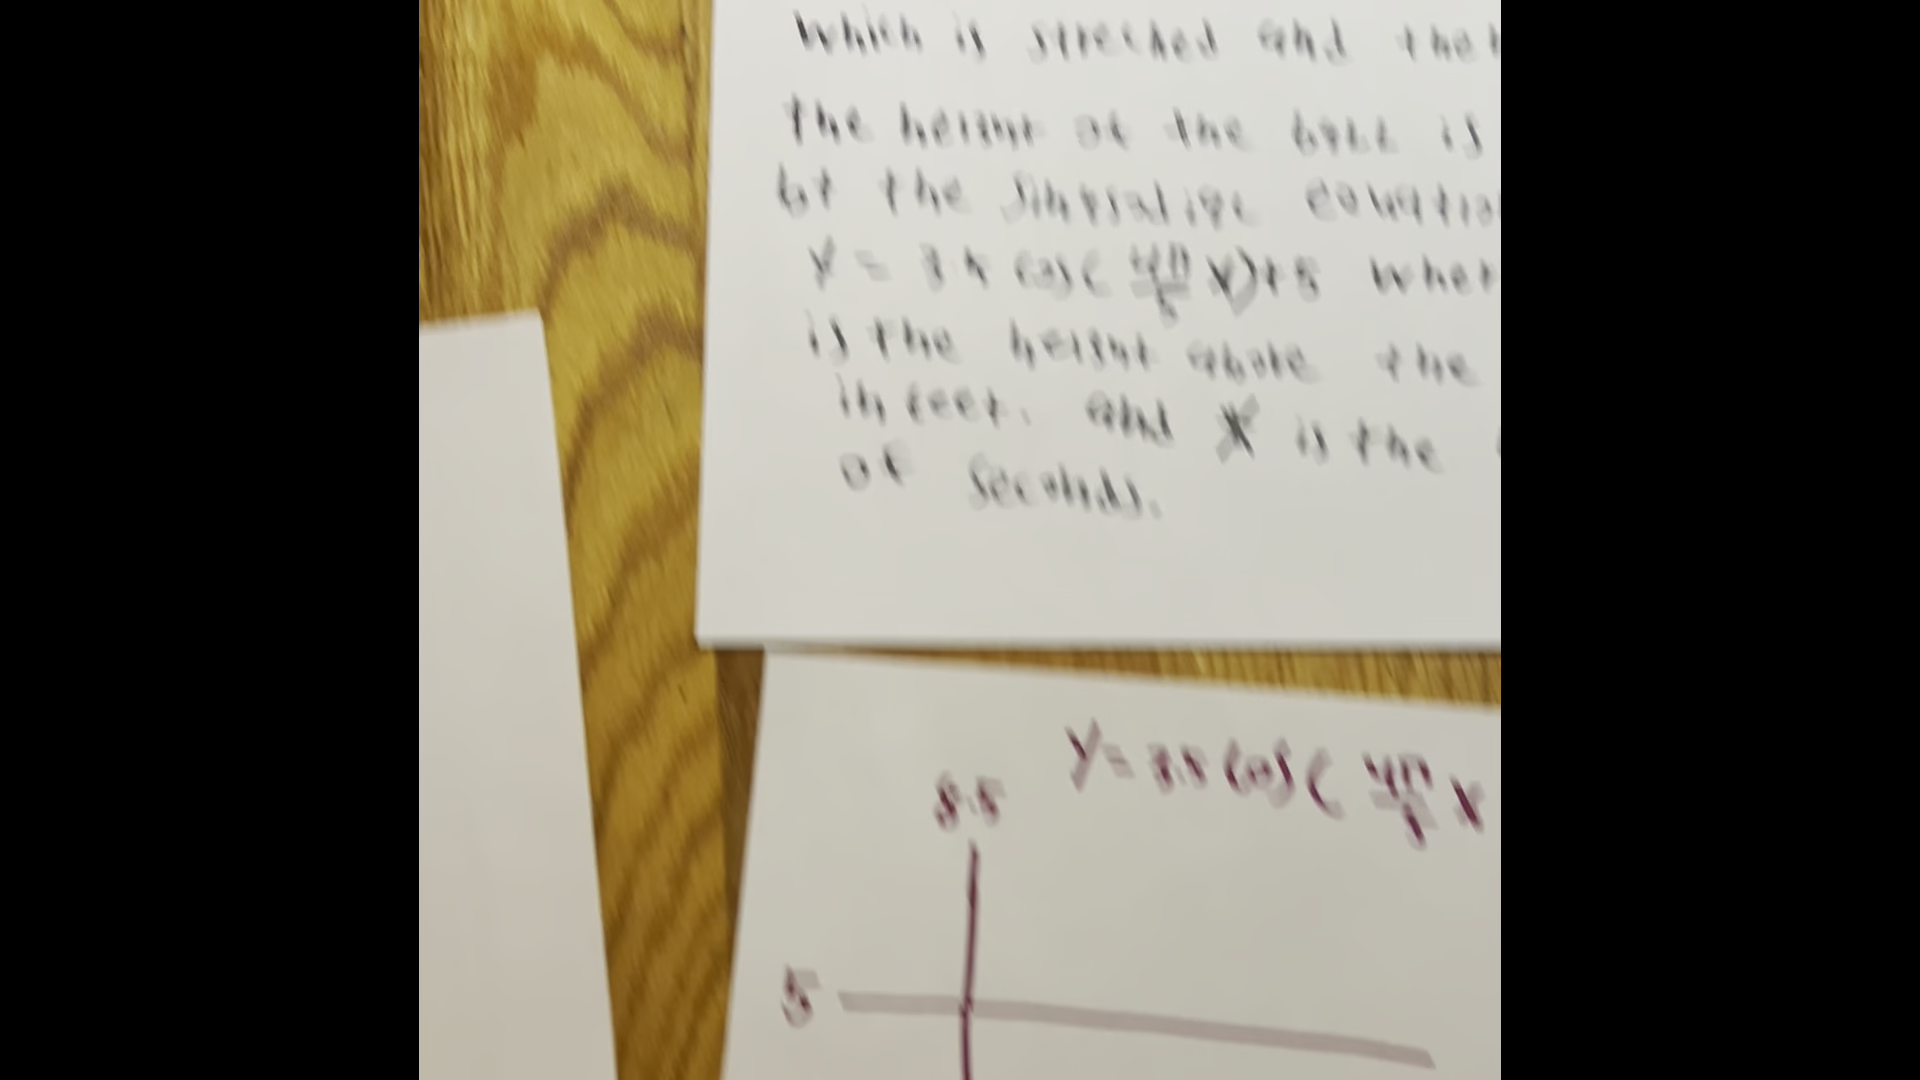 which is streched and the
the height of the ball is
by the sinusoidal equation
y = 3.5 cos( 4π/5 x)+5 wher
is the height above the
in feet. and x is the
of seconds.
y= 3.5 cos( 4π/5 x
8.5
5